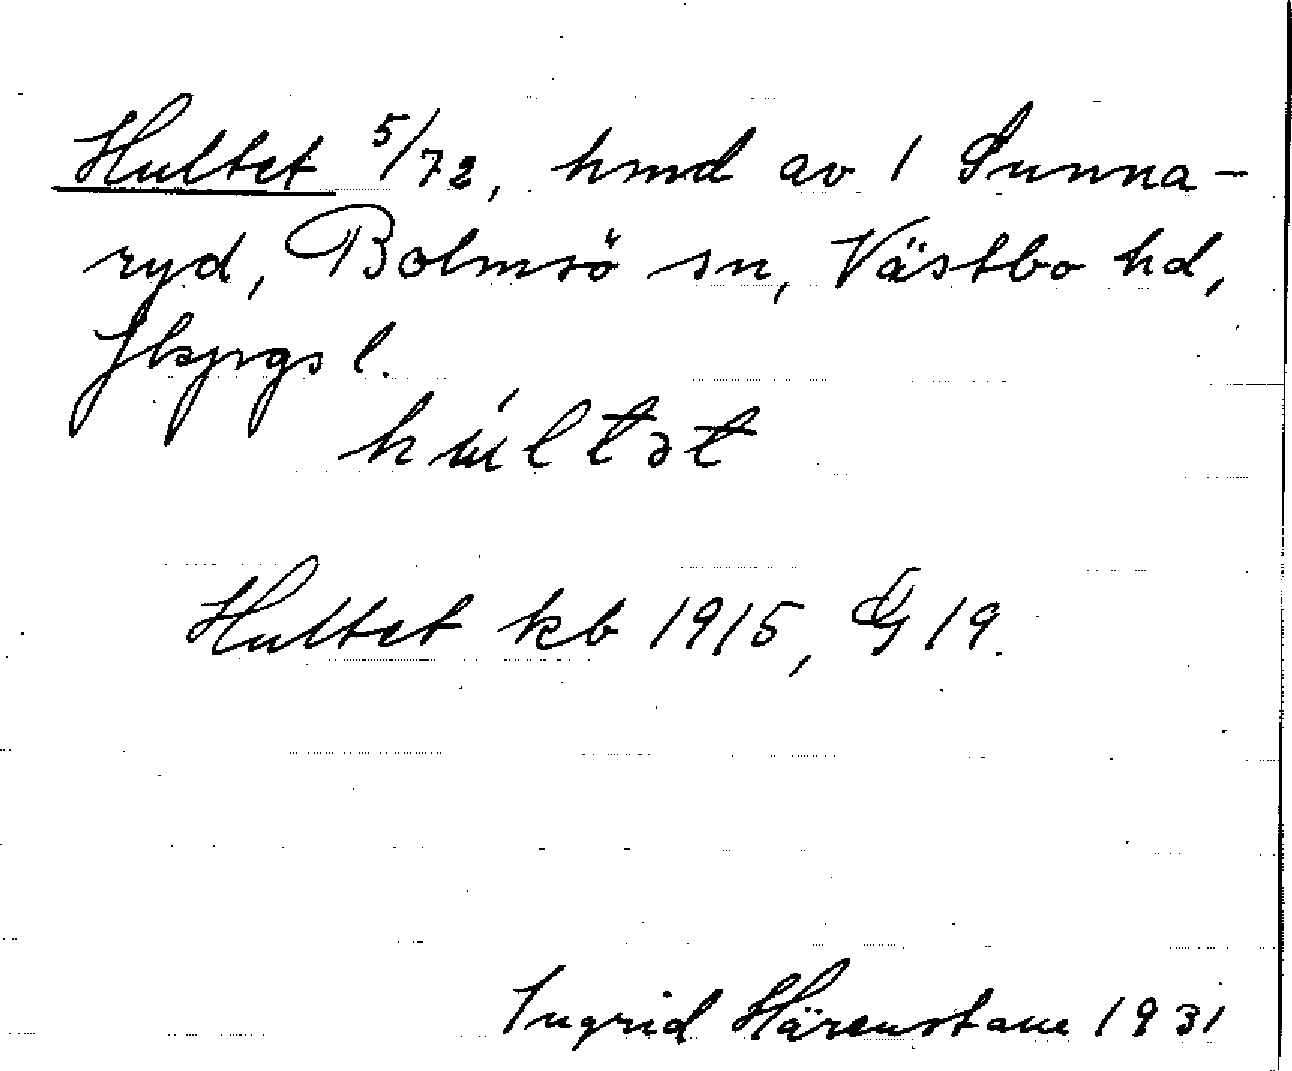 Hultet 5/72, hmd av 1 Sunna-
ryd, Bolmsö sn, Västbo hd,
Jkpgs l.
húltət
Hultet kb 1915, G 19.
Ingrid Härenstam 1931